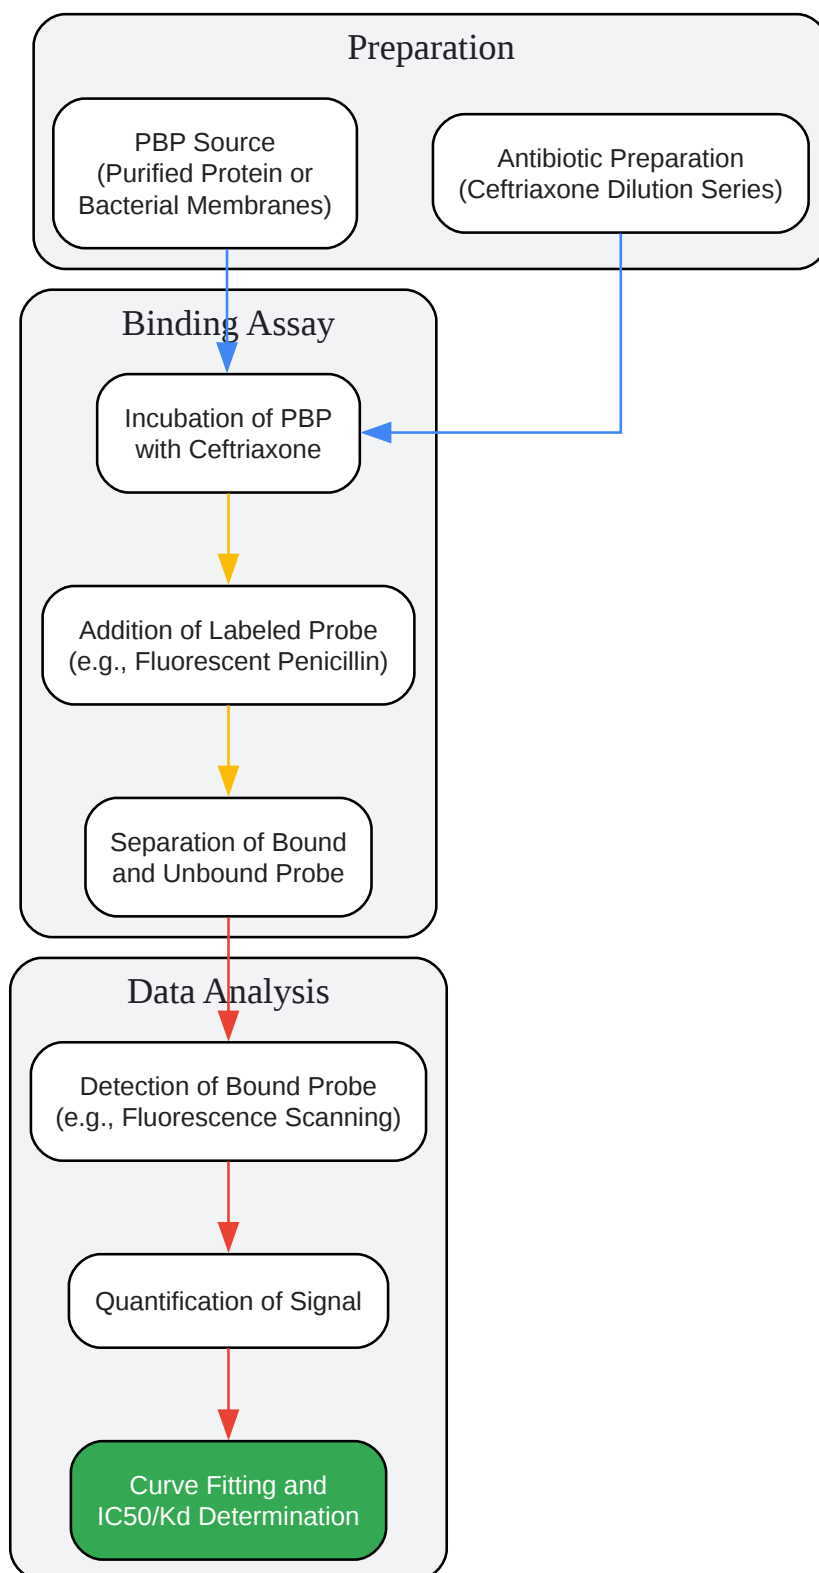 Preparation
PBP Source
(Purified Protein or
Bacterial Membranes)
Antibiotic Preparation
(Ceftriaxone Dilution Series)
Binding Assay
Incubation of PBP
with Ceftriaxone
Addition of Labeled Probe
(e.g., Fluorescent Penicillin)
Separation of Bound
and Unbound Probe
Data Analysis
Detection of Bound Probe
(e.g., Fluorescence Scanning)
Quantification of Signal
Curve Fitting and
IC50/Kd Determination